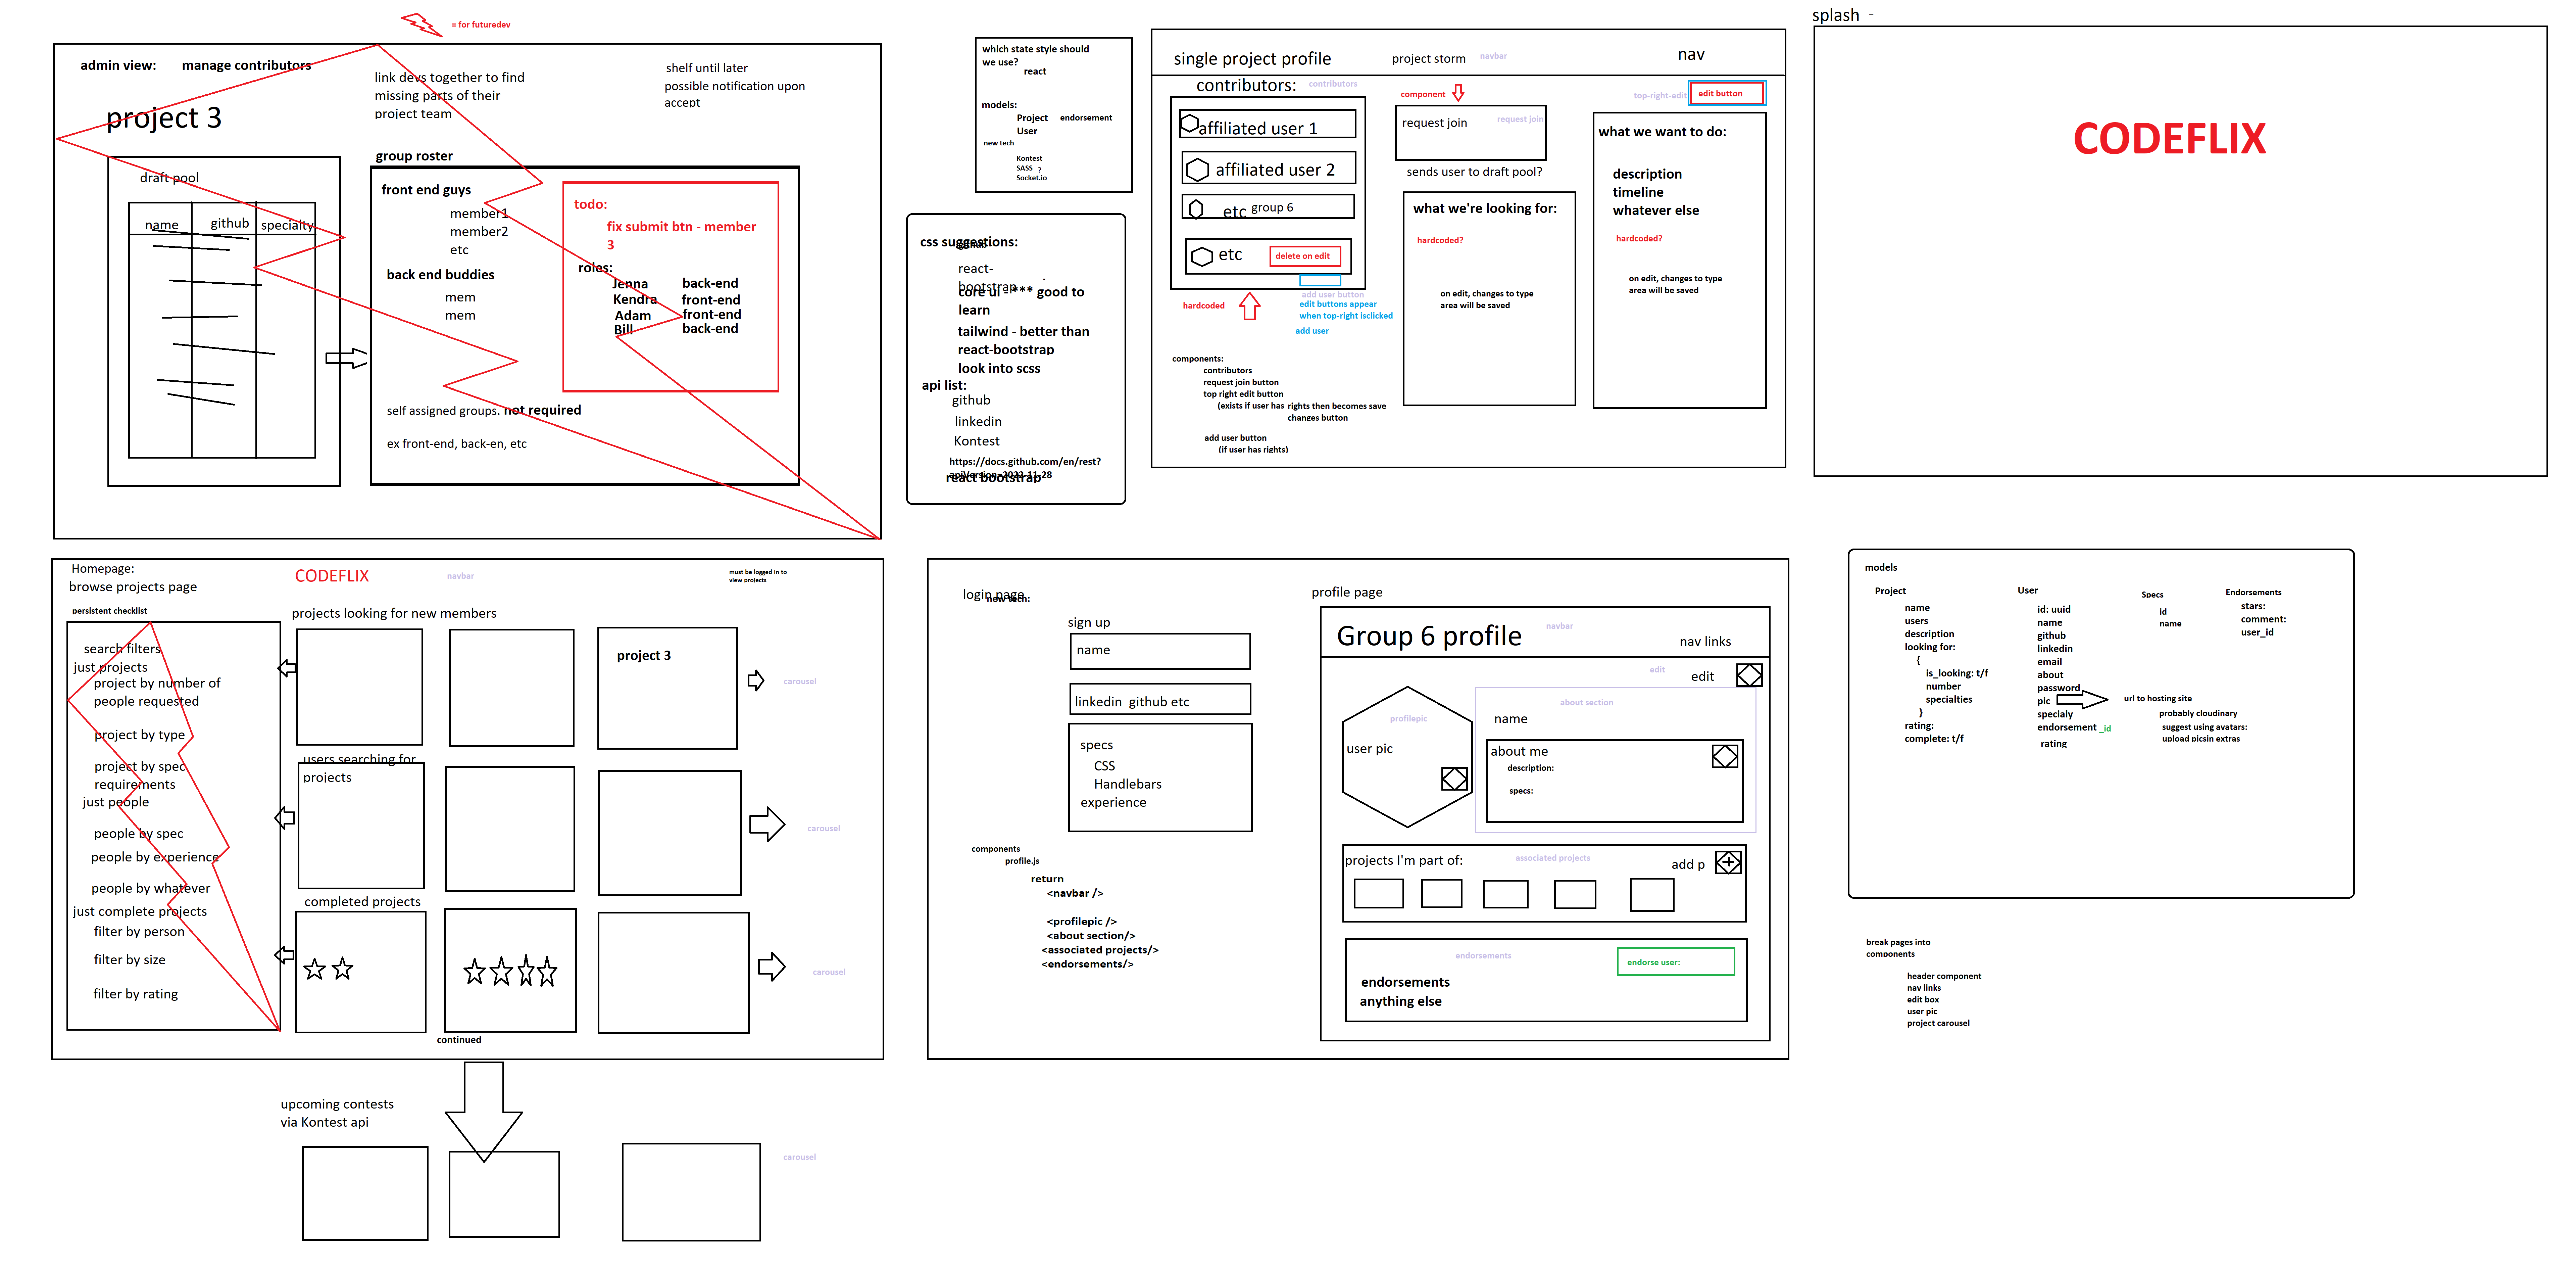 = for futuredev
admin view: manage contributors
link devs together to find
missing parts of their
project team
shelf until later
possible notification upon
accept
project 3
draft pool
name github specialty
group roster
front end guys
member1
member2
etc
back end buddies
mem
mem
todo:
fix submit btn - member
3
roles:
Jenna back-end
Kendra front-end
Adam front-end
Bill back-end
self assigned groups. not required
ex front-end, back-en, etc
which state style should
we use?
react
models:
Project endorsement
User
new tech
Kontest
SASS ?
Socket.io
css suggestions:
react-
bootstrap
core ui - *** good to
learn
tailwind - better than
react-bootstrap
look into scss
api list:
github
linkedin
Kontest
https://docs.github.com/en/rest?
apiVersion=2022-11-28
react bootstrap
single project profile
project storm
navbar
nav
contributors:
contributors
affiliated user 1
affiliated user 2
etc group 6
etc
delete on edit
add user button
edit buttons appear
when top-right isclicked
add user
hardcoded
component
request join
request join
sends user to draft pool?
what we're looking for:
hardcoded?
on edit, changes to type
area will be saved
top-right-edit
edit button
what we want to do:
description
timeline
whatever else
hardcoded?
on edit, changes to type
area will be saved
components:
contributors
request join button
top right edit button
(exists if user has rights then becomes save
changes button
add user button
(if user has rights)
splash -
CODEFLIX
Homepage:
browse projects page
CODEFLIX
navbar
must be logged in to
view projects
persistent checklist
search filters
just projects
project by number of
people requested
project by type
project by spec
requirements
just people
people by spec
people by experience
people by whatever
just complete projects
filter by person
filter by size
filter by rating
projects looking for new members
project 3
carousel
users searching for
projects
carousel
completed projects
carousel
continued
upcoming contests
via Kontest api
carousel
login page
new tech:
sign up
name
linkedin github etc
specs
CSS
Handlebars
experience
components
profile.js
return
<navbar />
<profilepic />
<about section/>
<associated projects/>
<endorsements/>
profile page
Group 6 profile
navbar
nav links
edit
edit
profilepic
user pic
about section
name
about me
description:
specs:
projects I'm part of:
associated projects
add p
endorsements
endorse user:
endorsements
anything else
models
Project
name
users
description
looking for:
{
is_looking: t/f
number
specialties
}
rating:
complete: t/f
User
id: uuid
name
github
linkedin
email
about
password
pic
specialy
endorsement _id
rating
url to hosting site
probably cloudinary
suggest using avatars:
upload picsin extras
Specs
id
name
Endorsements
stars:
comment:
user_id
break pages into
components
header component
nav links
edit box
user pic
project carousel